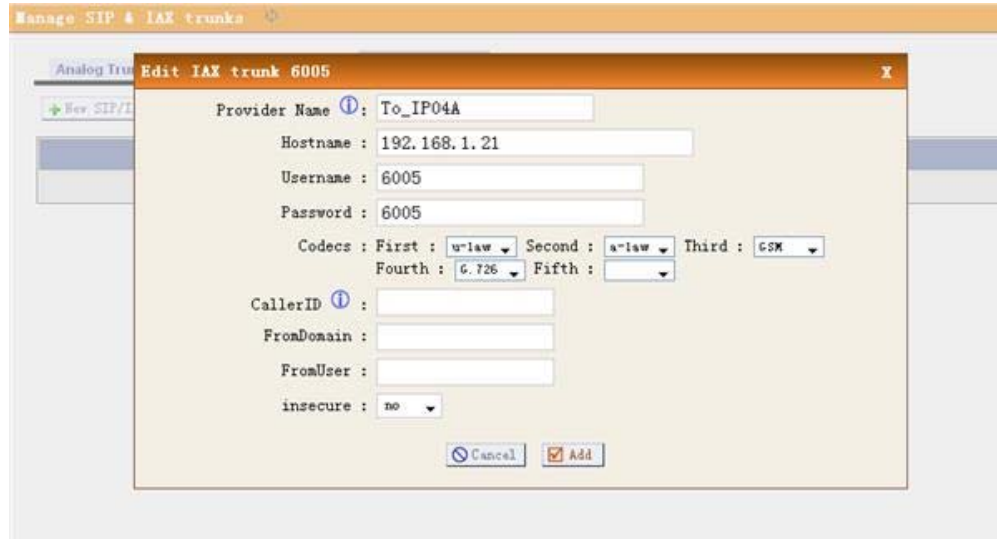 Manage SIP & IAX trunks
Analog Tru
Edit IAX trunk 6005 X
New SIP/I
Provider Name i: To_IP04A
Hostname : 192.168.1.21
Username : 6005
Password : 6005
Codecs : First : u-law Second : a-law Third : GSM
Fourth : G.726 Fifth :
CallerID i :
FromDomain :
FromUser :
insecure : no
Cancel Add